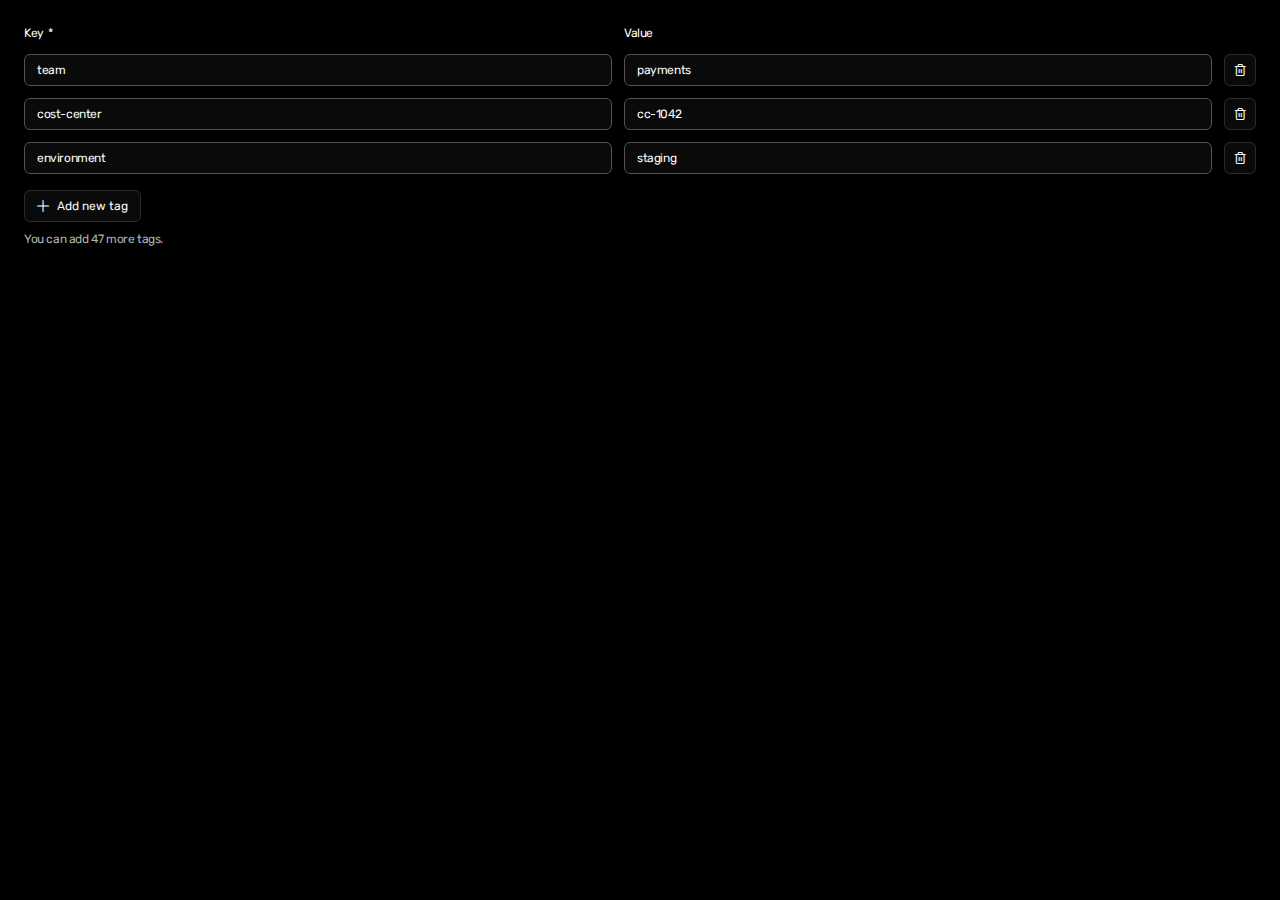 Key * Value
team payments
cost-center cc-1042
environment staging
Add new tag
You can add 47 more tags.